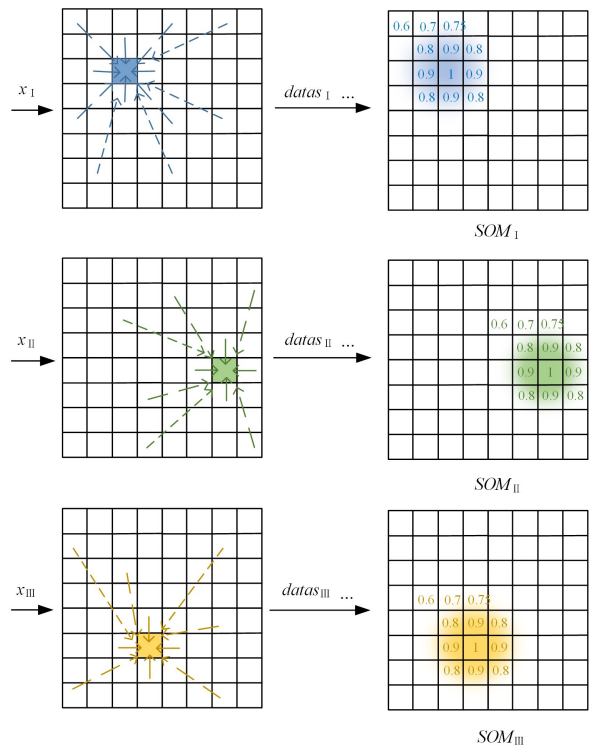 0.6 0.7 0.75
0.8 0.9 0.8
x I
datas I ...
0.9 1 0.9
0.8 0.9 0.8
SOM I
x II
datas II ...
0.6 0.7 0.75
0.8 0.9 0.8
0.9 1 0.9
0.8 0.9 0.8
SOM II
x III
datas III ...
0.6 0.7 0.75
0.8 0.9 0.8
0.9 1 0.9
0.8 0.9 0.8
SOM III